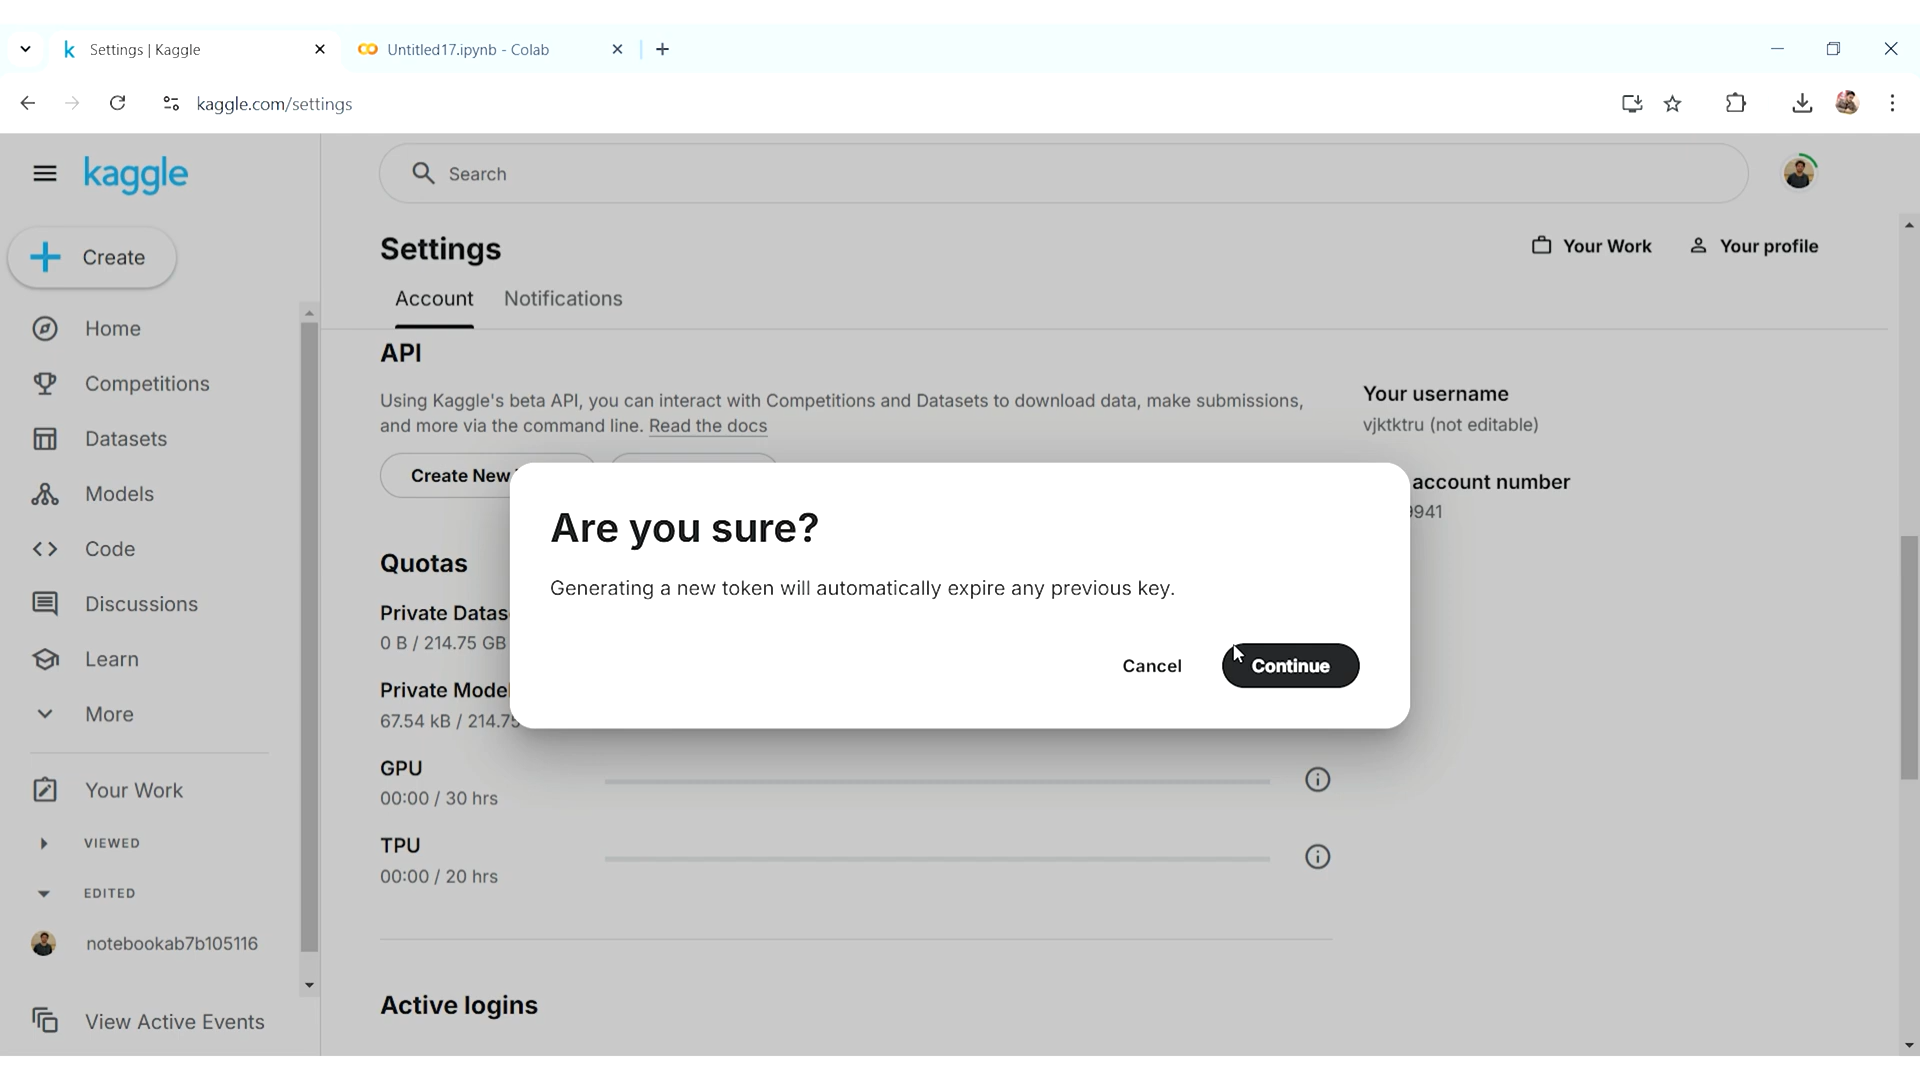 Settings | Kaggle
Untitled17.ipynb - Colab
kaggle.com/settings
kaggle
Search
Create
Settings
Your Work
Your profile
Account
Notifications
Home
Competitions
Datasets
Models
Code
Discussions
Learn
More
Your Work
VIEWED
EDITED
notebookab7b105116
View Active Events
API
Using Kaggle's beta API, you can interact with Competitions and Datasets to download data, make submissions,
and more via the command line. Read the docs
Create New
Your username
vjktktru (not editable)
account number
9941
Are you sure?
Generating a new token will automatically expire any previous key.
Cancel
Continue
Quotas
Private Datas
0 B / 214.75 GB
Private Model
67.54 kB / 214.75
GPU
00:00 / 30 hrs
TPU
00:00 / 20 hrs
Active logins